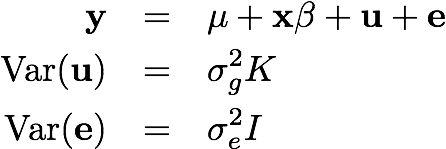 y = μ + xβ + u + e
Var(u) = σ_g^2 K
Var(e) = σ_e^2 I